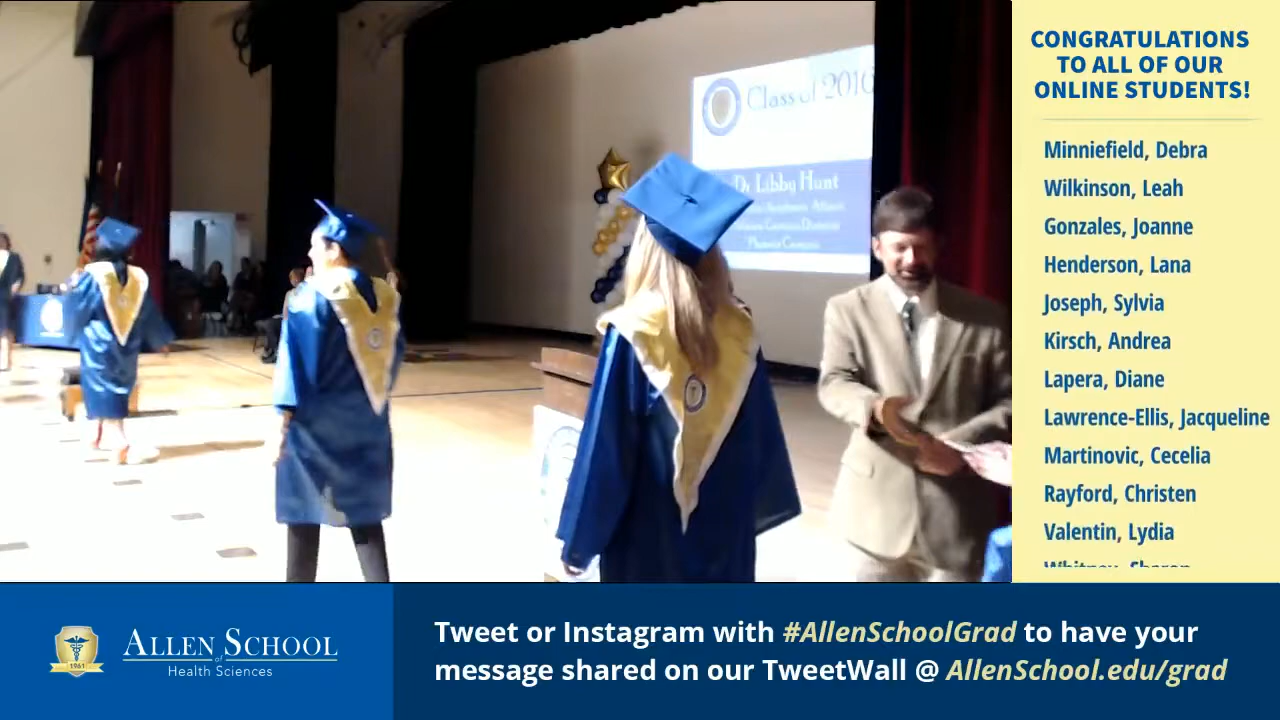 Class of 2016
Dr Libby Hunt
Phoenix Campus
CONGRATULATIONS
TO ALL OF OUR
ONLINE STUDENTS!
Minniefield, Debra
Wilkinson, Leah
Gonzales, Joanne
Henderson, Lana
Joseph, Sylvia
Kirsch, Andrea
Lapera, Diane
Lawrence-Ellis, Jacqueline
Martinovic, Cecelia
Rayford, Christen
Valentin, Lydia
1961
ALLEN SCHOOL
of
Health Sciences
Tweet or Instagram with #AllenSchoolGrad to have your
message shared on our TweetWall @ AllenSchool.edu/grad